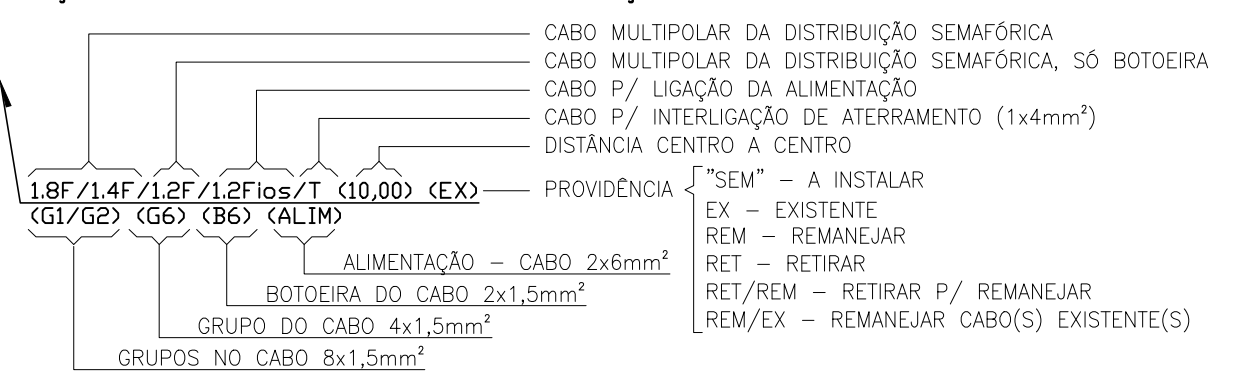 CABO MULTIPOLAR DA DISTRIBUIÇÃO SEMAFÓRICA
CABO MULTIPOLAR DA DISTRIBUIÇÃO SEMAFÓRICA, SÓ BOTOEIRA
CABO P/ LIGAÇÃO DA ALIMENTAÇÃO
CABO P/ INTERLIGAÇÃO DE ATERRAMENTO (1x4mm²)
DISTÂNCIA CENTRO A CENTRO
1.8F/1.4F/1.2F/1.2Fios/T (10,00) (EX)
PROVIDÊNCIA
"SEM" – A INSTALAR
EX – EXISTENTE
REM – REMANEJAR
RET – RETIRAR
RET/REM – RETIRAR P/ REMANEJAR
REM/EX – REMANEJAR CABO(S) EXISTENTE(S)
(G1/G2) (G6) (B6) (ALIM)
ALIMENTAÇÃO – CABO 2x6mm²
BOTOEIRA DO CABO 2x1,5mm²
GRUPO DO CABO 4x1,5mm²
GRUPOS NO CABO 8x1,5mm²